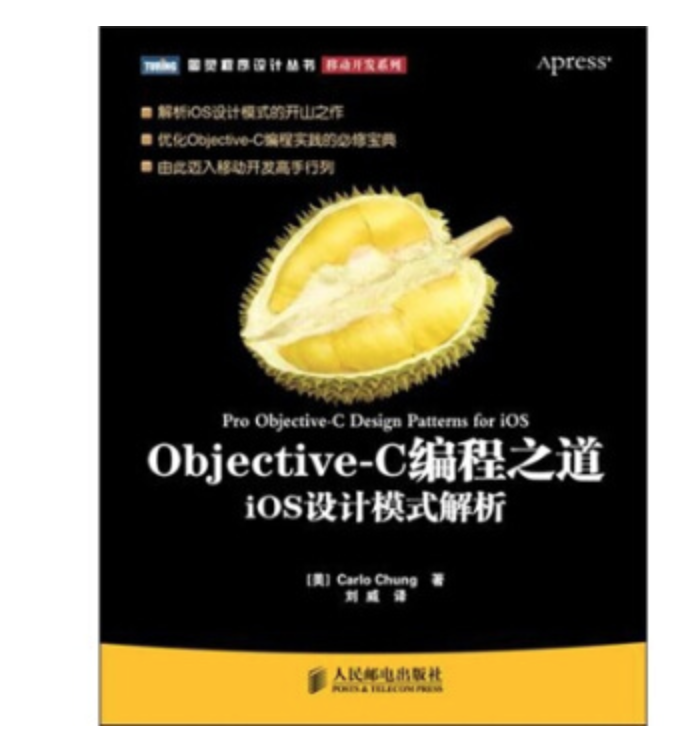 TURING 图灵程序设计丛书 移动开发系列 Apress®
解析iOS设计模式的开山之作
优化Objective-C编程实践的必修宝典
由此迈入移动开发高手行列
Pro Objective-C Design Patterns for iOS
Objective-C编程之道
iOS设计模式解析
[美] Carlo Chung 著
刘威 译
人民邮电出版社
POSTS & TELECOM PRESS